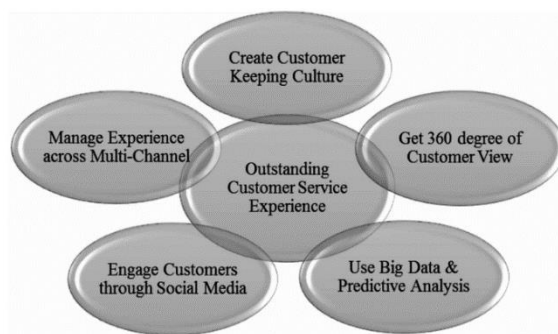 Create Customer
Keeping Culture
Manage Experience
across Multi-Channel
Get 360 degree of
Customer View
Outstanding
Customer Service
Experience
Engage Customers
through Social Media
Use Big Data &
Predictive Analysis